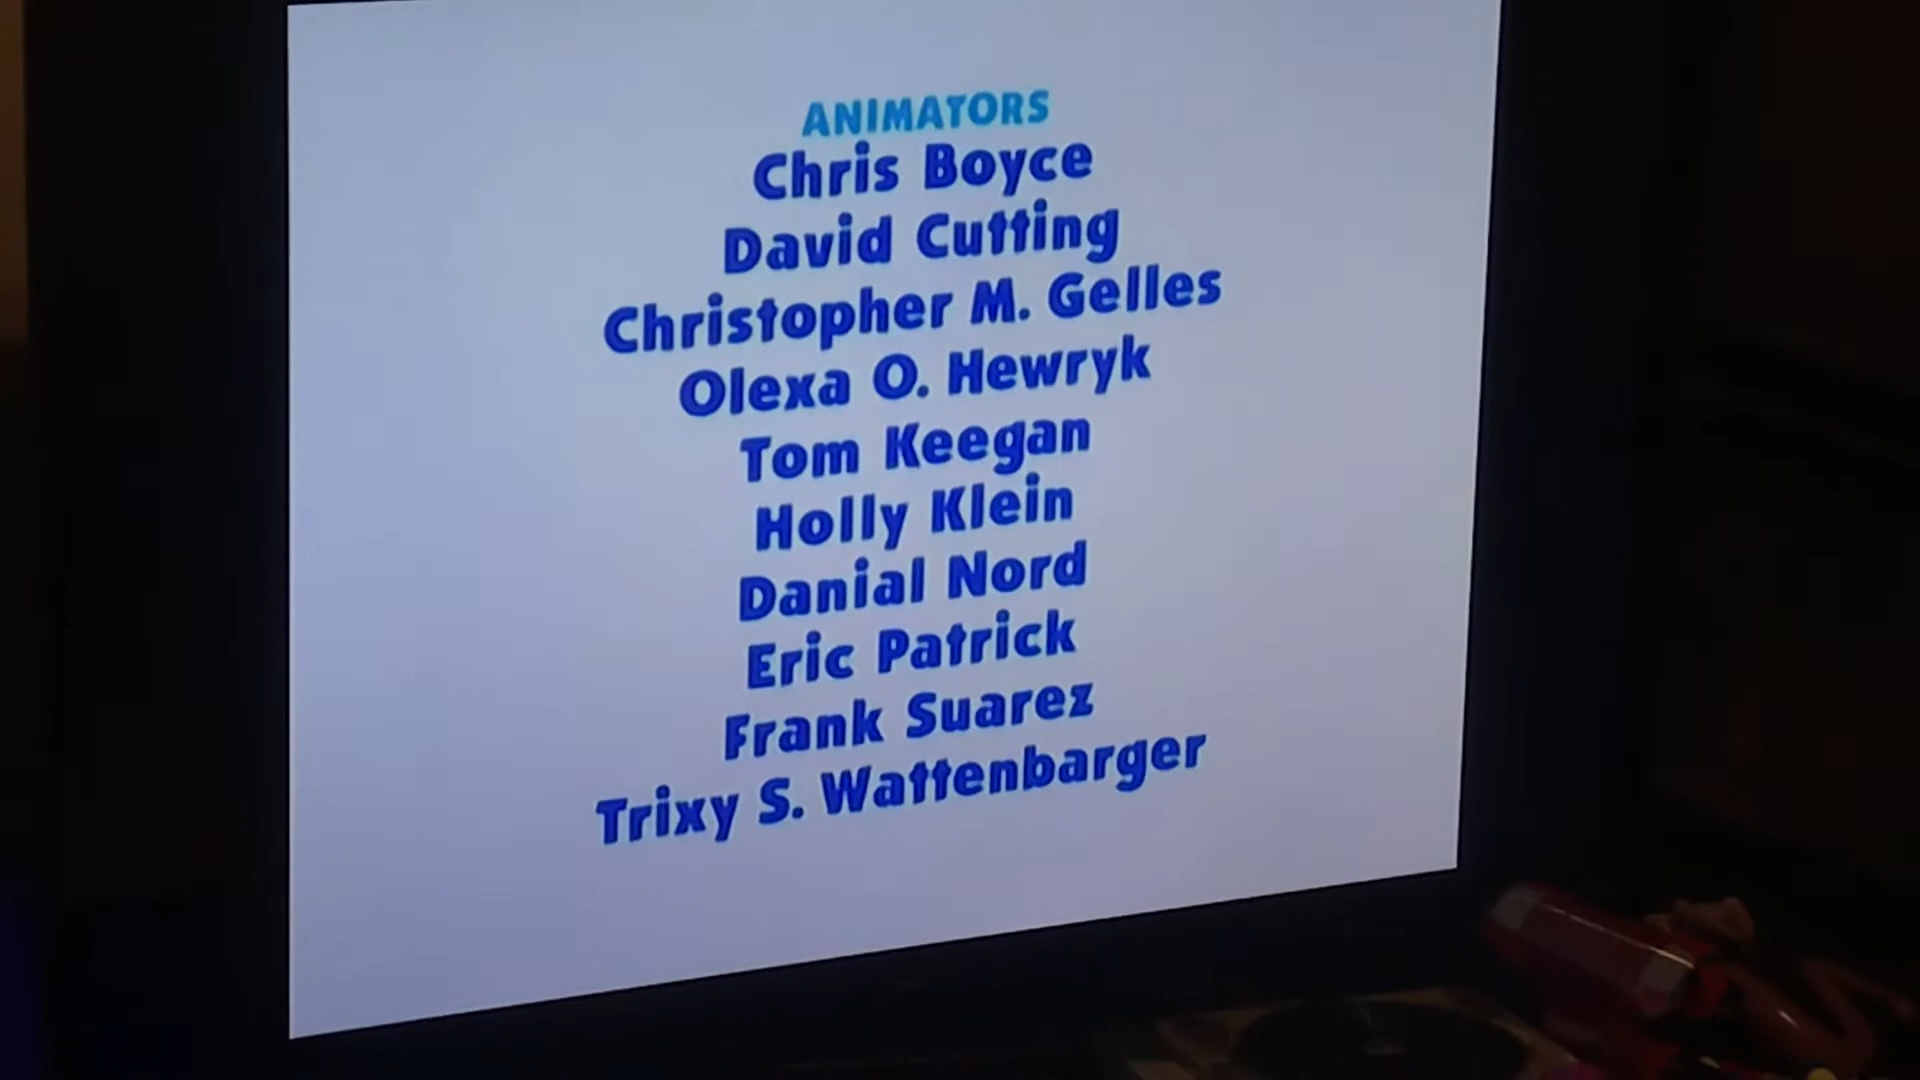 ANIMATORS
Chris Boyce
David Cutting
Christopher M. Gelles
Olexa O. Hewryk
Tom Keegan
Holly Klein
Danial Nord
Eric Patrick
Frank Suarez
Trixy S. Wattenbarger